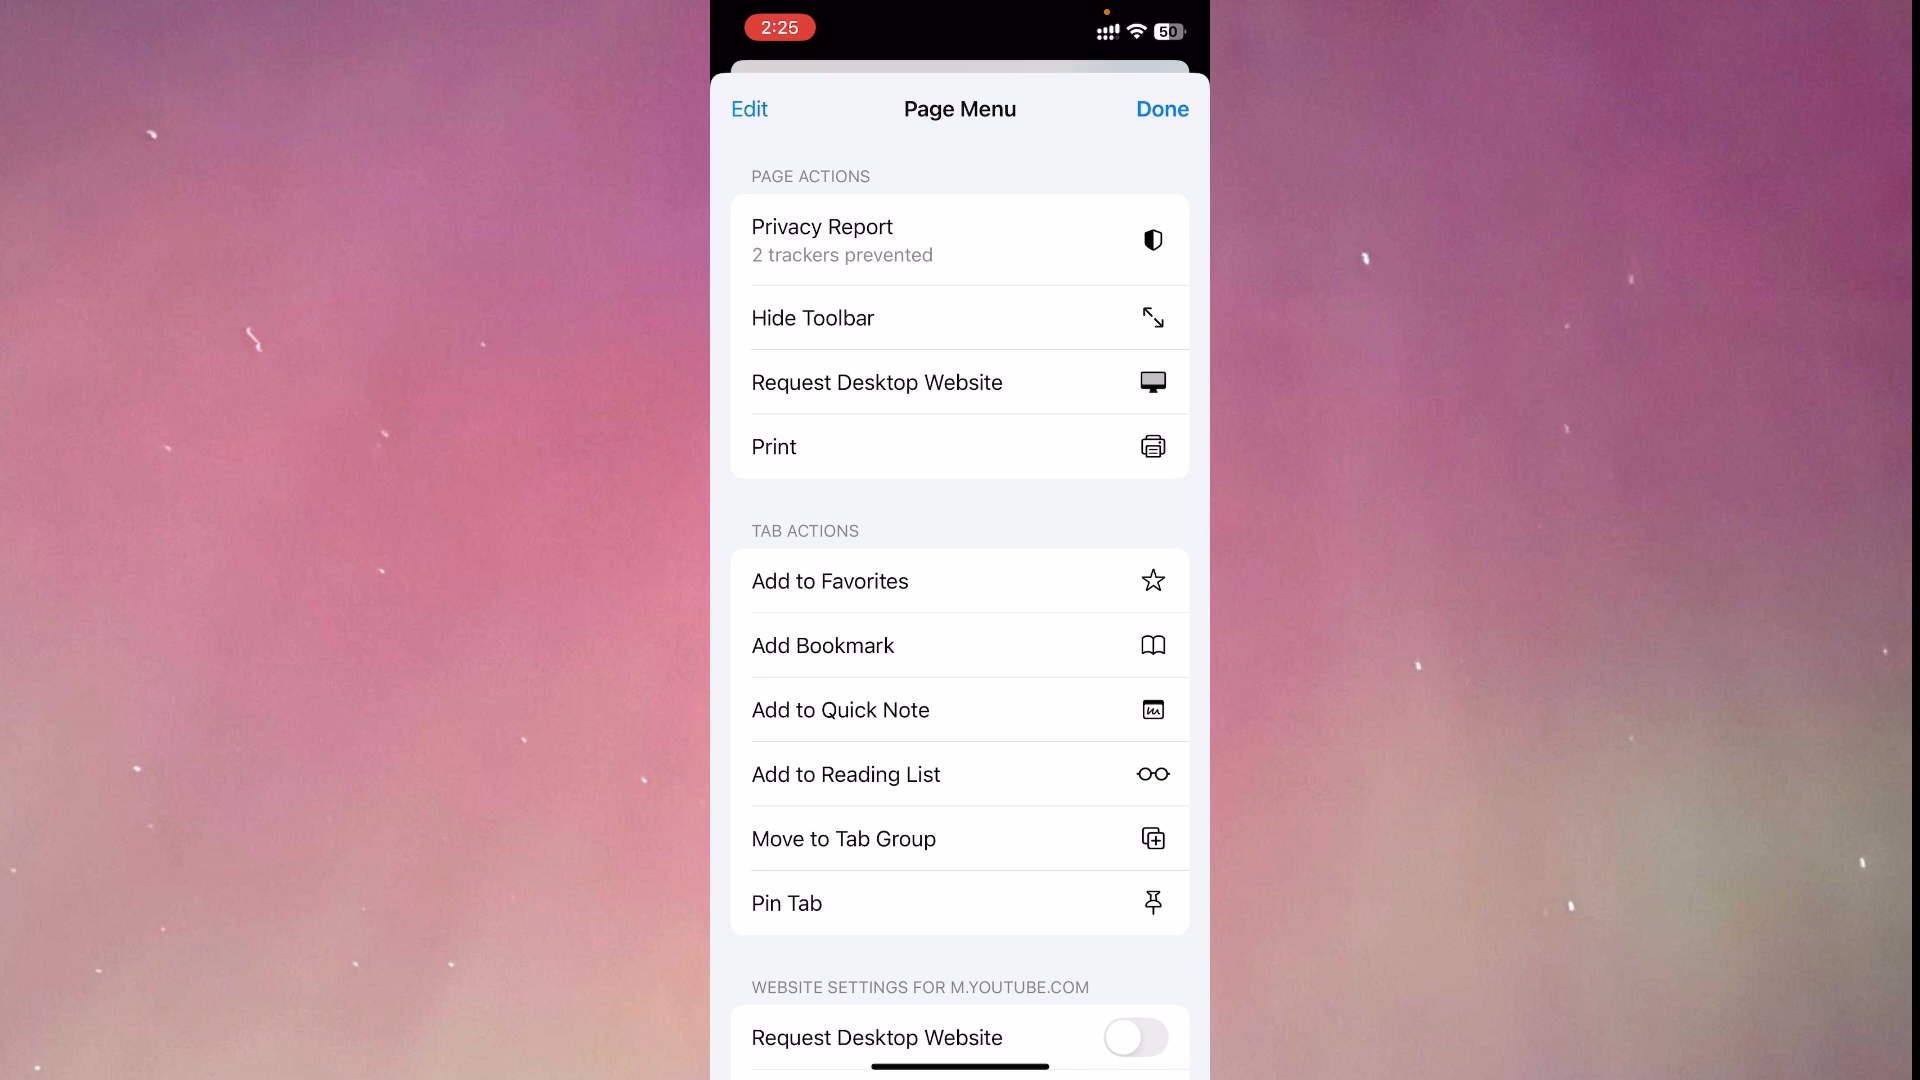 2:25
50
Edit
Page Menu
Done
PAGE ACTIONS
Privacy Report
2 trackers prevented
Hide Toolbar
Request Desktop Website
Print
TAB ACTIONS
Add to Favorites
Add Bookmark
Add to Quick Note
Add to Reading List
Move to Tab Group
Pin Tab
WEBSITE SETTINGS FOR M.YOUTUBE.COM
Request Desktop Website